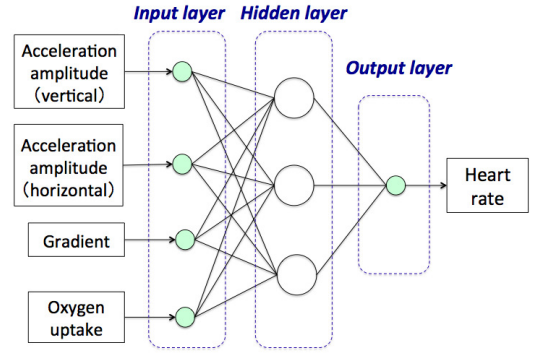 Input layer
Hidden layer
Output layer
Acceleration
amplitude
(vertical)
Acceleration
amplitude
(horizontal)
Gradient
Oxygen
uptake
Heart
rate